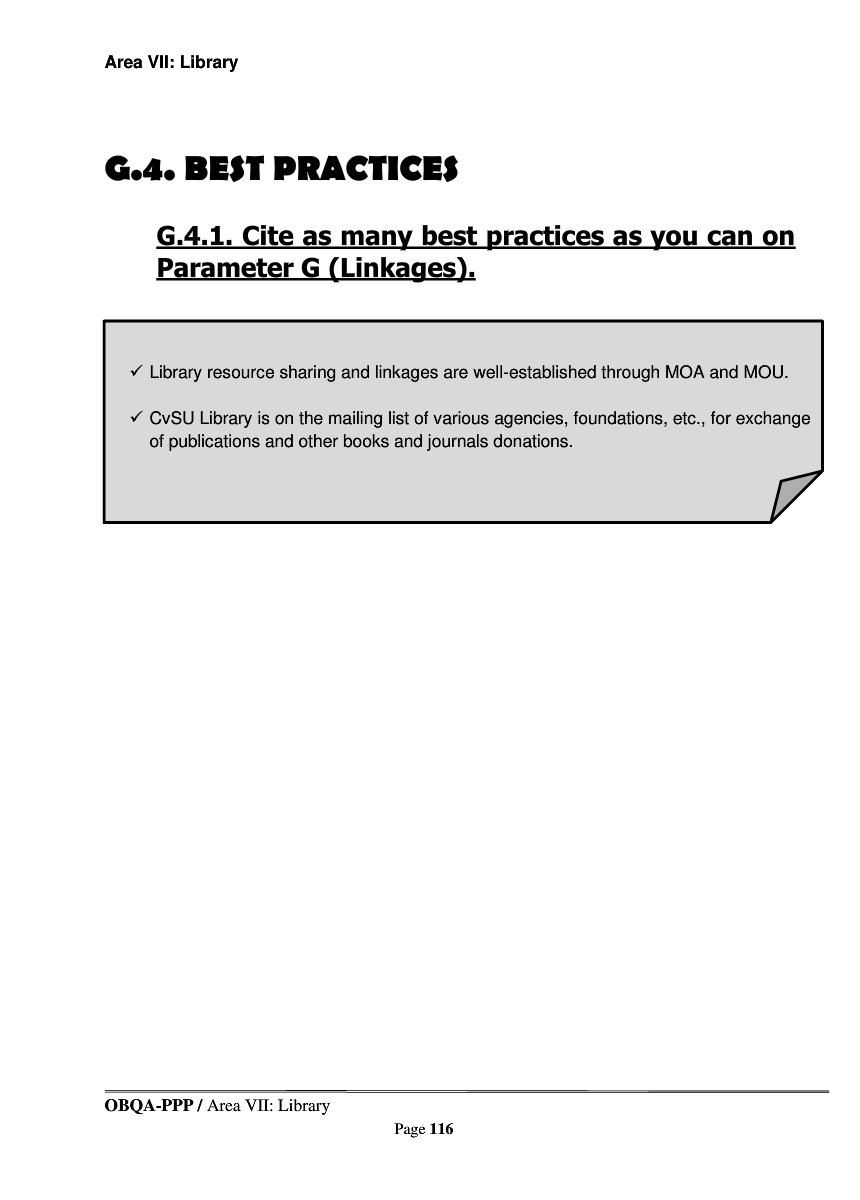 Area VII: Library
G.4. BEST PRACTICES
G.4.1. Cite as many best practices as you can on
Parameter G (Linkages).
✓ Library resource sharing and linkages are well-established through MOA and MOU.
✓ CvSU Library is on the mailing list of various agencies, foundations, etc., for exchange
of publications and other books and journals donations.
OBQA-PPP / Area VII: Library
Page 116